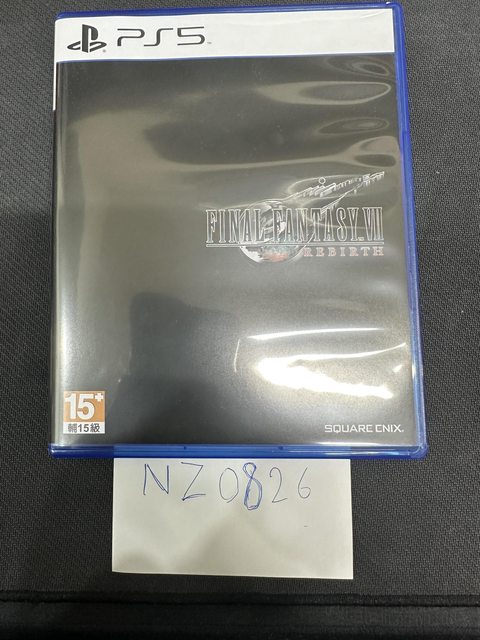 PS5
FINAL FANTASY VII
REBIRTH
15+
輔15級
SQUARE ENIX
NZ0826